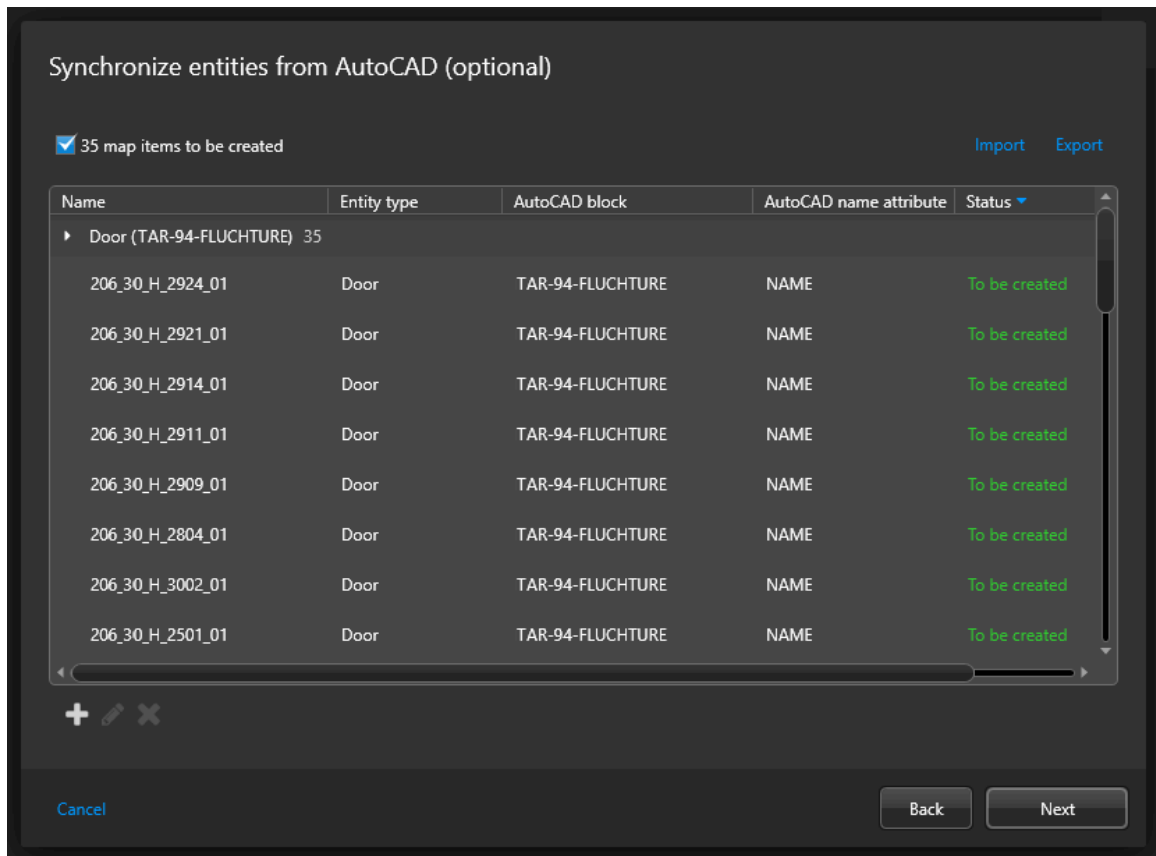 Synchronize entities from AutoCAD (optional)
35 map items to be created Import Export
Name Entity type AutoCAD block AutoCAD name attribute Status
Door (TAR-94-FLUCHTURE) 35
206_30_H_2924_01 Door TAR-94-FLUCHTURE NAME To be created
206_30_H_2921_01 Door TAR-94-FLUCHTURE NAME To be created
206_30_H_2914_01 Door TAR-94-FLUCHTURE NAME To be created
206_30_H_2911_01 Door TAR-94-FLUCHTURE NAME To be created
206_30_H_2909_01 Door TAR-94-FLUCHTURE NAME To be created
206_30_H_2804_01 Door TAR-94-FLUCHTURE NAME To be created
206_30_H_3002_01 Door TAR-94-FLUCHTURE NAME To be created
206_30_H_2501_01 Door TAR-94-FLUCHTURE NAME To be created
Cancel Back Next